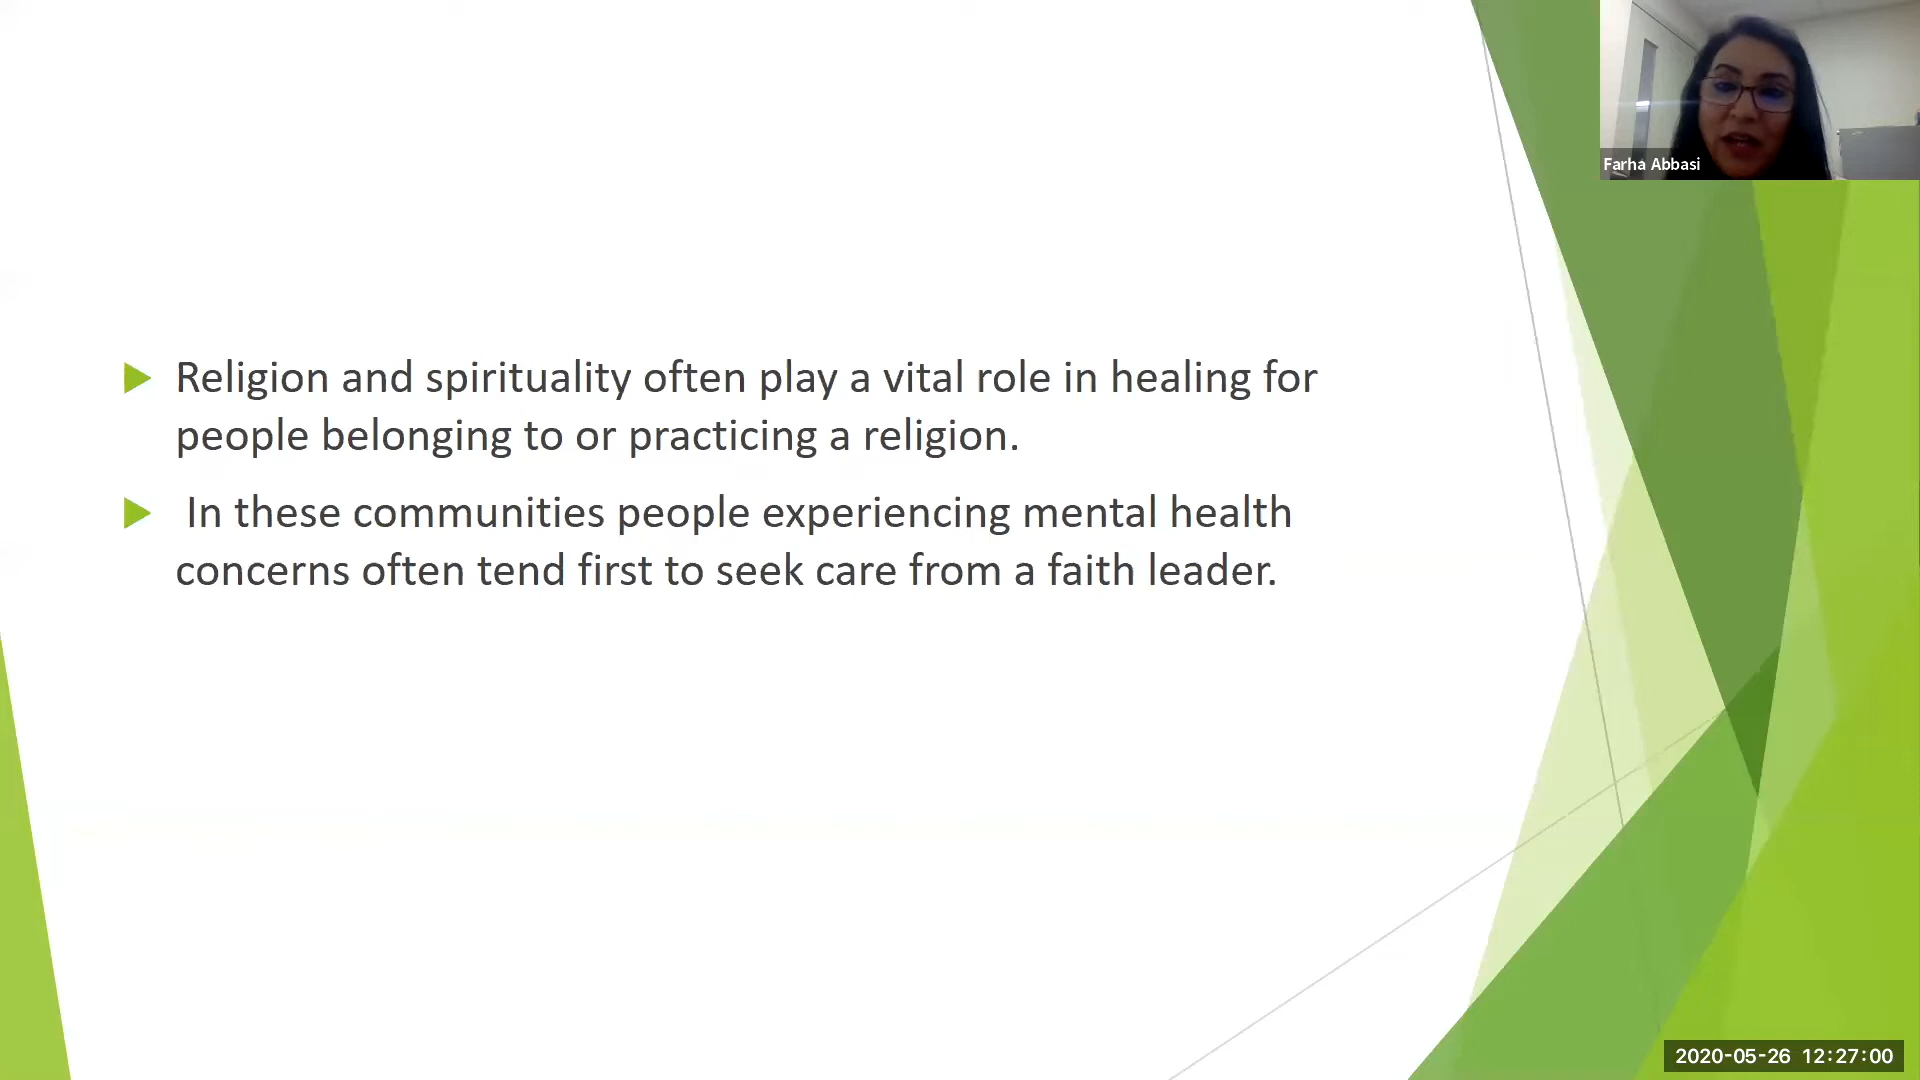 Farha Abbasi
Religion and spirituality often play a vital role in healing for
people belonging to or practicing a religion.
In these communities people experiencing mental health
concerns often tend first to seek care from a faith leader.
2020-05-26 12:27:00